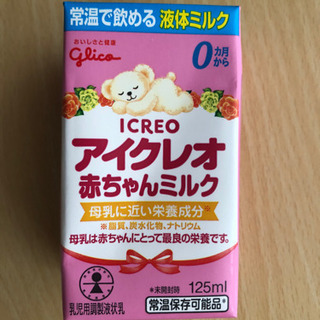 常温で飲める 液体ミルク
おいしさと健康
glico
0カ月から
ICREO
アイクレオ
赤ちゃんミルク
母乳に近い栄養成分※
※脂質、炭水化物、ナトリウム
母乳は赤ちゃんにとって最良の栄養です。
*未開封時
125ml
乳児用調製液状乳
常温保存可能品*